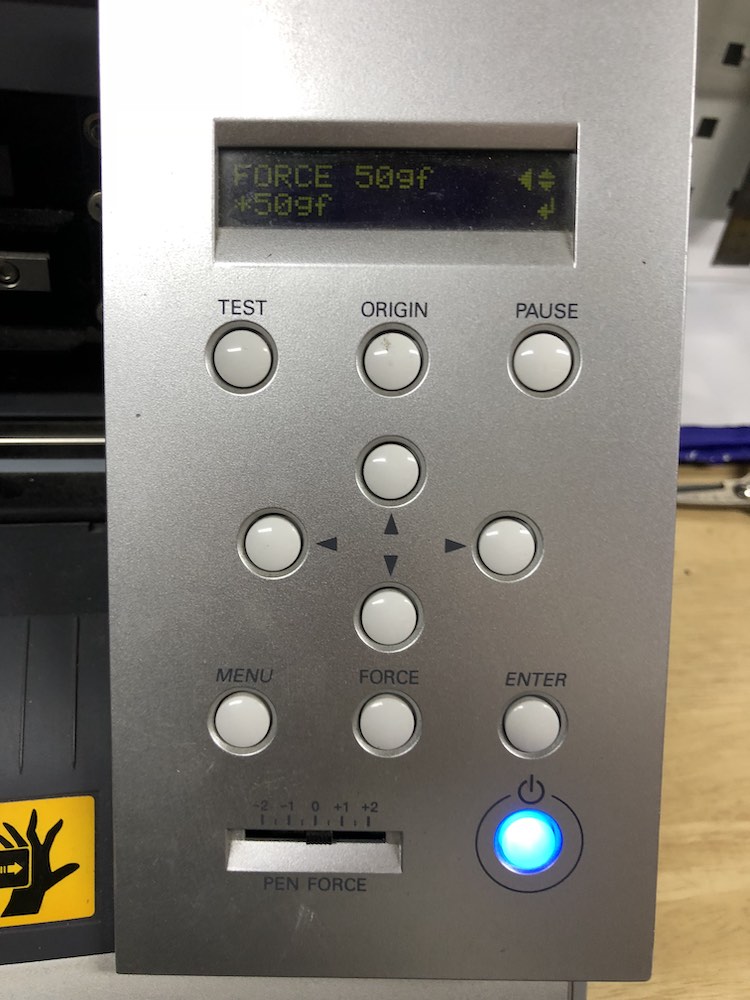 FORCE 50gf
*50gf
TEST ORIGIN PAUSE
MENU FORCE ENTER
-2 -1 0 +1 +2
PEN FORCE